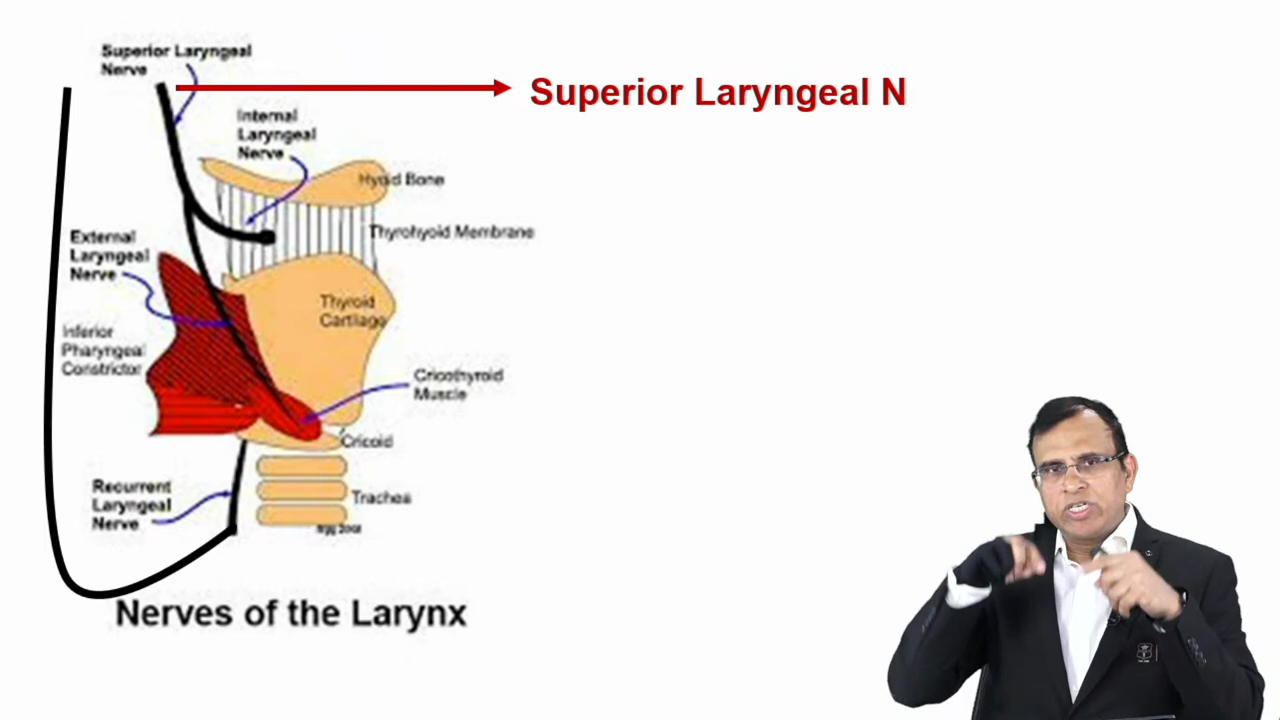 Superior Laryngeal
Nerve
Superior Laryngeal N
Internal
Laryngeal
Nerve
Hyoid Bone
Thyrohyoid Membrane
External
Laryngeal
Nerve
Thyroid
Cartilage
Inferior
Pharyngeal
Constrictor
Cricothyroid
Muscle
Cricoid
Recurrent
Laryngeal
Nerve
Trachea
Nerves of the Larynx